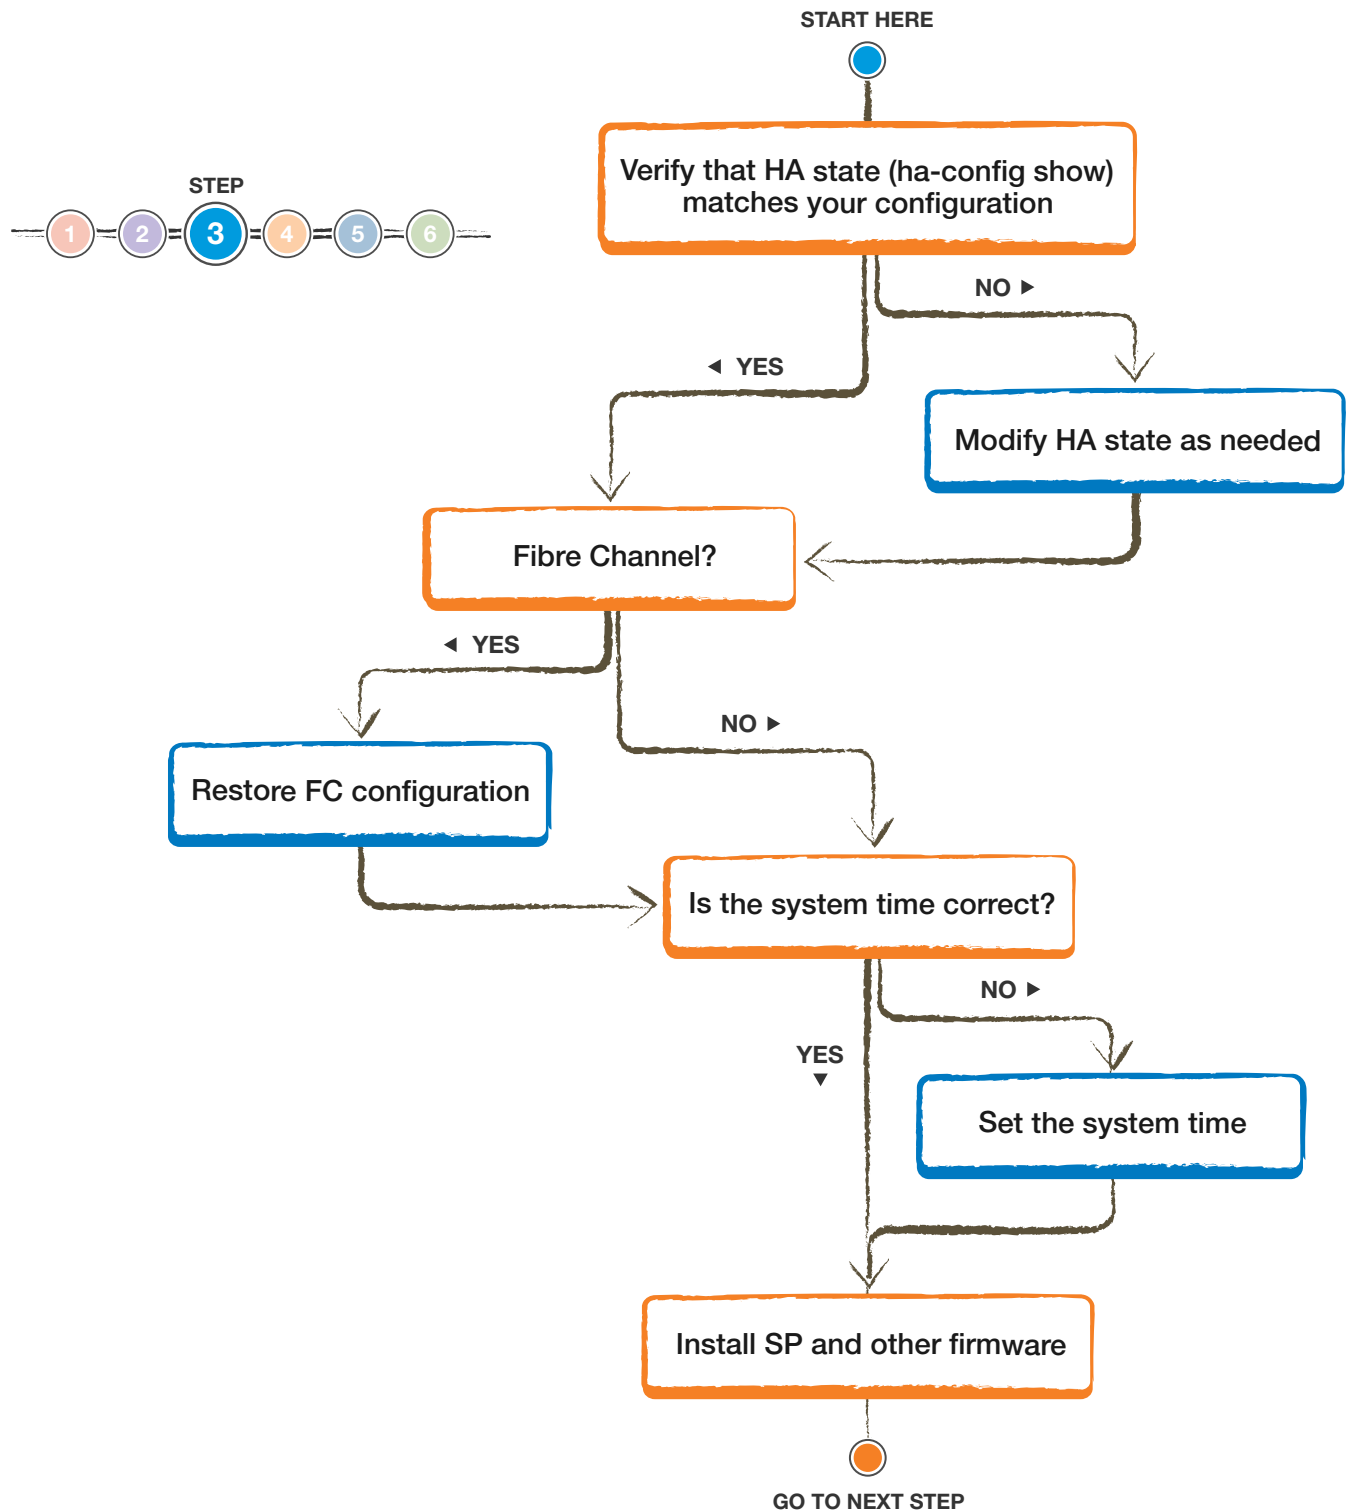 START HERE
Verify that HA state (ha-config show)
matches your configuration
STEP
1 2 3 4 5 6
NO ▶
◀ YES
Modify HA state as needed
Fibre Channel?
◀ YES
NO ▶
Restore FC configuration
Is the system time correct?
NO ▶
YES
▼
Set the system time
Install SP and other firmware
GO TO NEXT STEP